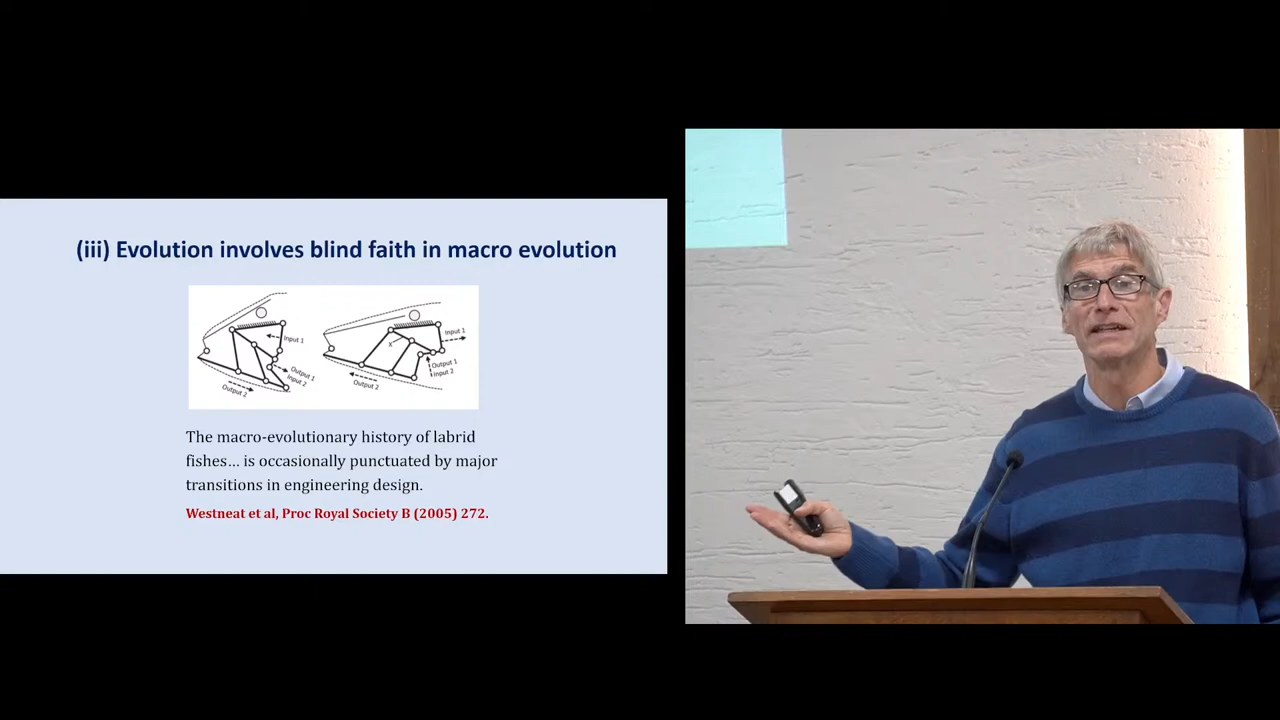 (iii) Evolution involves blind faith in macro evolution
Input 1
Output 1
Input 2
Output 2
X
Input 1
Output 1
Input 2
Output 2
The macro-evolutionary history of labrid
fishes… is occasionally punctuated by major
transitions in engineering design.
Westneat et al, Proc Royal Society B (2005) 272.